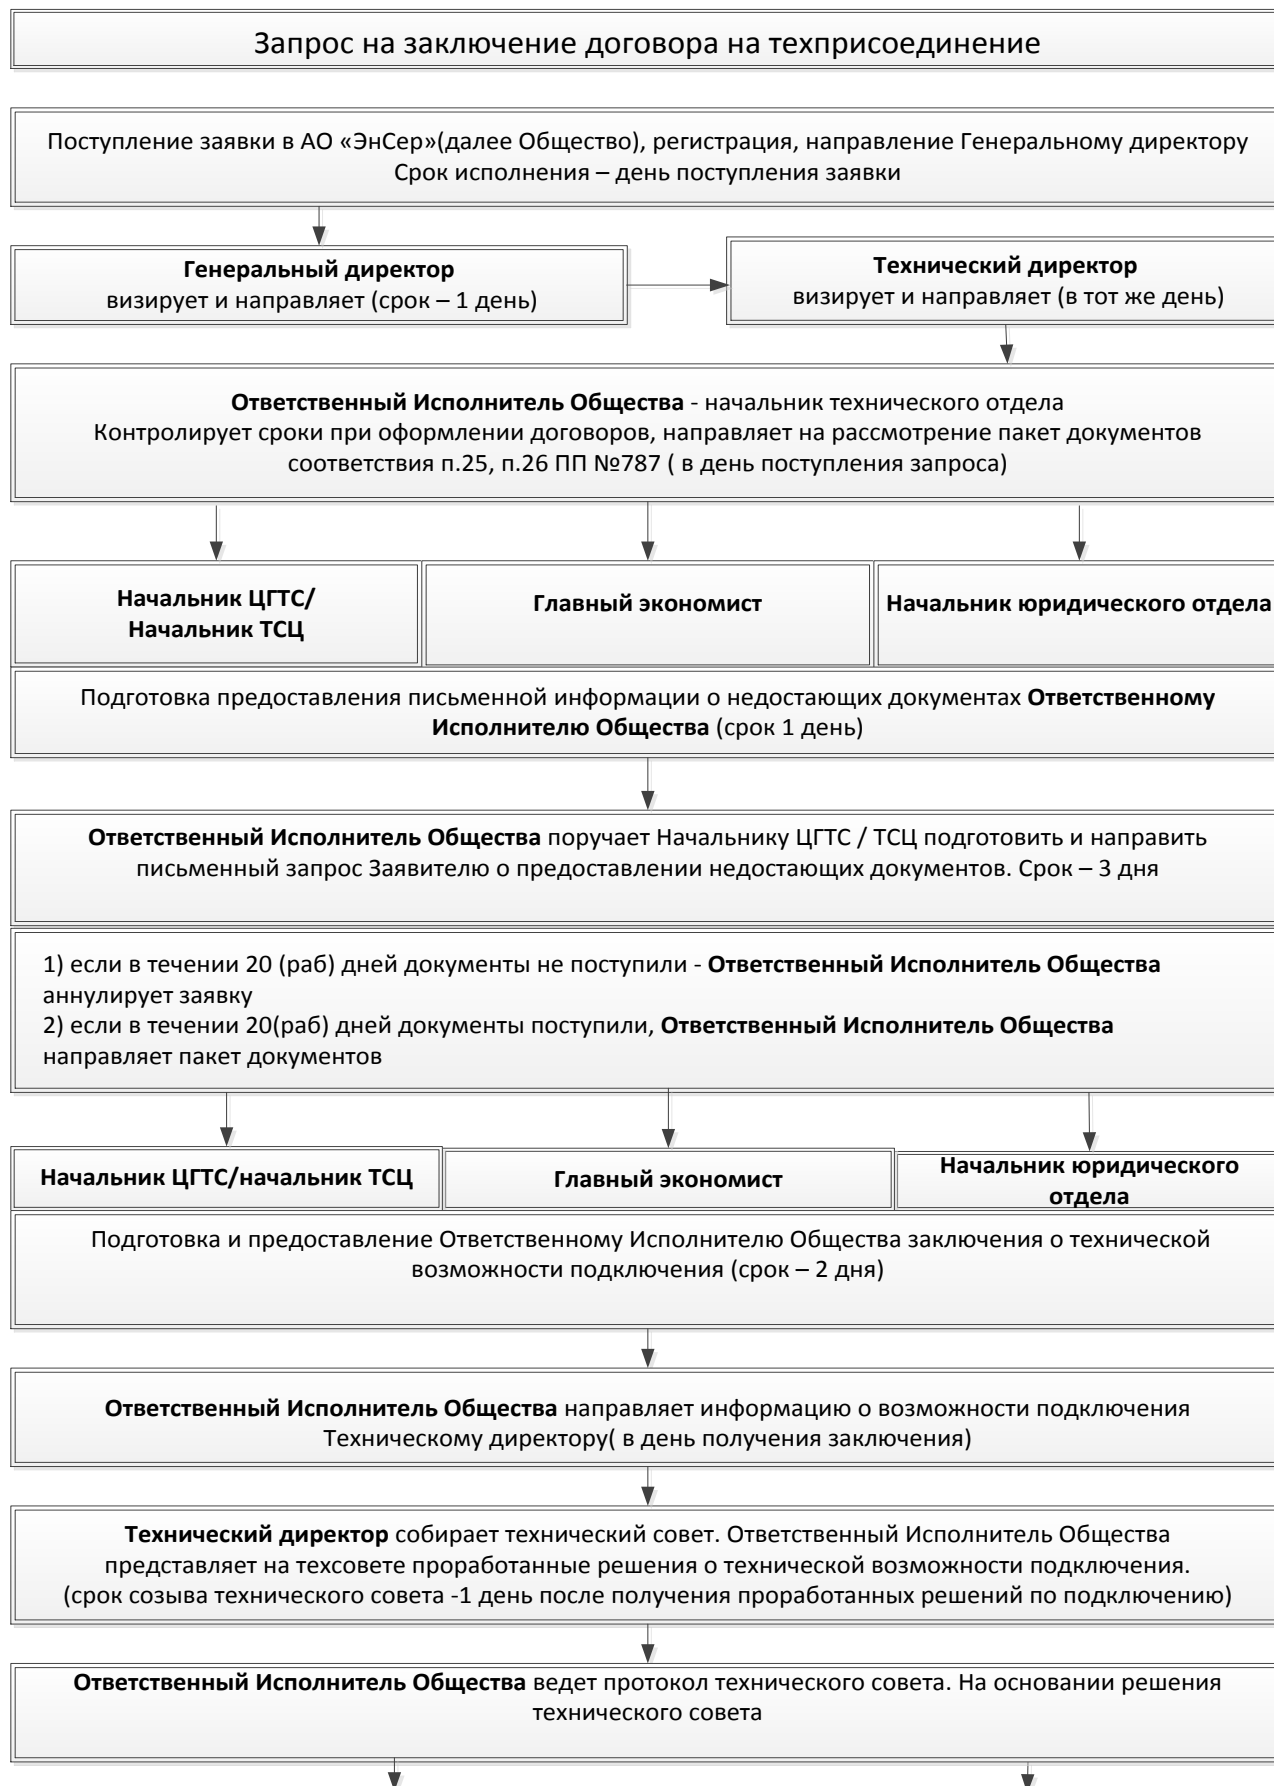 Запрос на заключение договора на техприсоединение
Поступление заявки в АО «ЭнСер»(далее Общество), регистрация, направление Генеральному директору
Срок исполнения – день поступления заявки
Генеральный директор
визирует и направляет (срок – 1 день)
Технический директор
визирует и направляет (в тот же день)
Ответственный Исполнитель Общества - начальник технического отдела
Контролирует сроки при оформлении договоров, направляет на рассмотрение пакет документов
соответствия п.25, п.26 ПП №787 ( в день поступления запроса)
Начальник ЦГТС/
Начальник ТСЦ
Главный экономист
Начальник юридического отдела
Подготовка предоставления письменной информации о недостающих документах Ответственному
Исполнителю Общества (срок 1 день)
Ответственный Исполнитель Общества поручает Начальнику ЦГТС / ТСЦ подготовить и направить
письменный запрос Заявителю о предоставлении недостающих документов. Срок – 3 дня
1) если в течении 20 (раб) дней документы не поступили - Ответственный Исполнитель Общества
аннулирует заявку
2) если в течении 20(раб) дней документы поступили, Ответственный Исполнитель Общества
направляет пакет документов
Начальник ЦГТС/начальник ТСЦ
Главный экономист
Начальник юридического
отдела
Подготовка и предоставление Ответственному Исполнителю Общества заключения о технической
возможности подключения (срок – 2 дня)
Ответственный Исполнитель Общества направляет информацию о возможности подключения
Техническому директору( в день получения заключения)
Технический директор собирает технический совет. Ответственный Исполнитель Общества
представляет на техсовете проработанные решения о технической возможности подключения.
(срок созыва технического совета -1 день после получения проработанных решений по подключению)
Ответственный Исполнитель Общества ведет протокол технического совета. На основании решения
технического совета